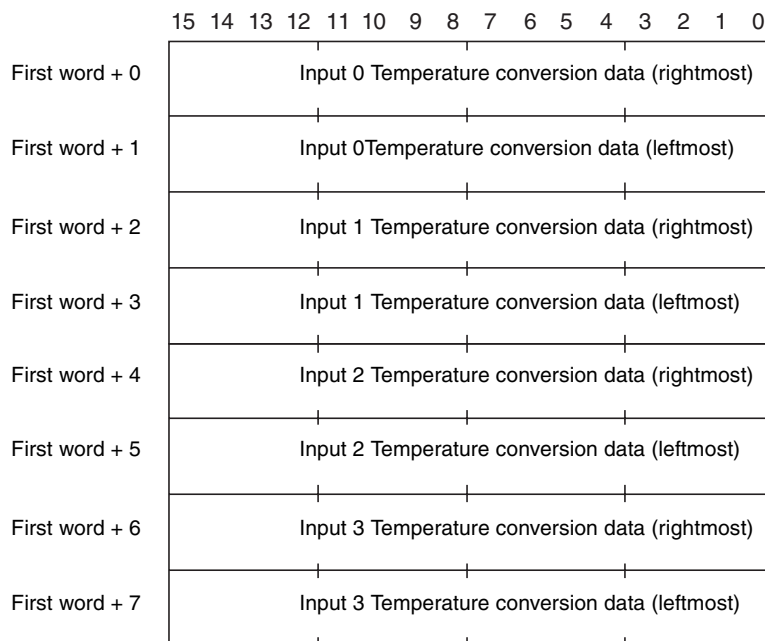 15 14 13 12 11 10 9 8 7 6 5 4 3 2 1 0
First word + 0 Input 0 Temperature conversion data (rightmost)
First word + 1 Input 0Temperature conversion data (leftmost)
First word + 2 Input 1 Temperature conversion data (rightmost)
First word + 3 Input 1 Temperature conversion data (leftmost)
First word + 4 Input 2 Temperature conversion data (rightmost)
First word + 5 Input 2 Temperature conversion data (leftmost)
First word + 6 Input 3 Temperature conversion data (rightmost)
First word + 7 Input 3 Temperature conversion data (leftmost)